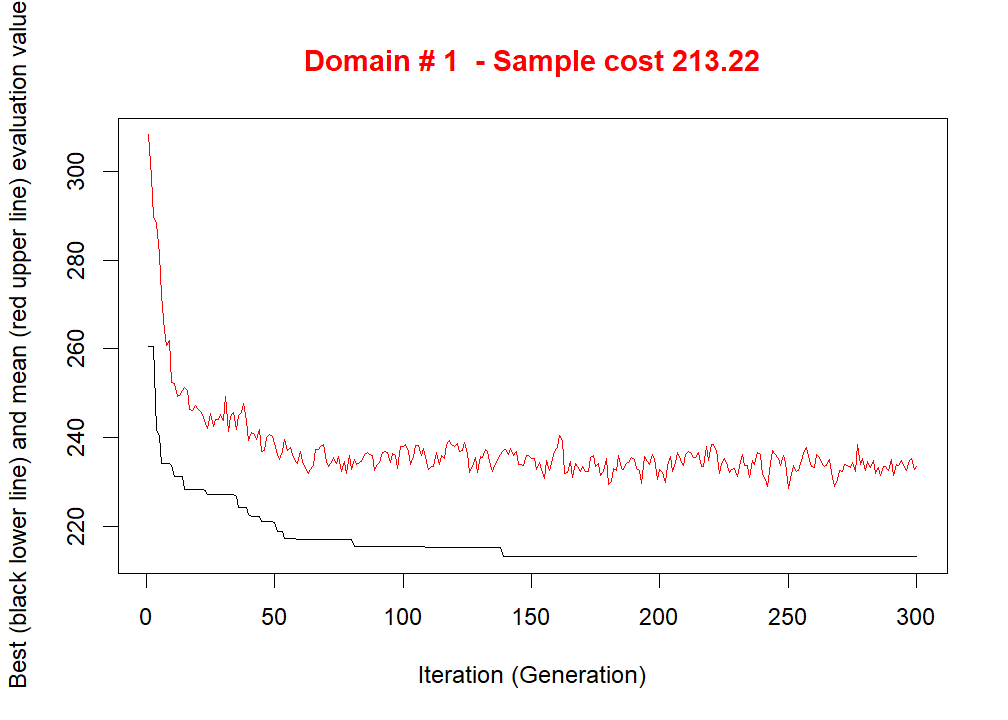 Domain # 1  - Sample cost 213.22
Best (black lower line) and mean (red upper line) evaluation value
300
280
260
240
220
0 50 100 150 200 250 300
Iteration (Generation)